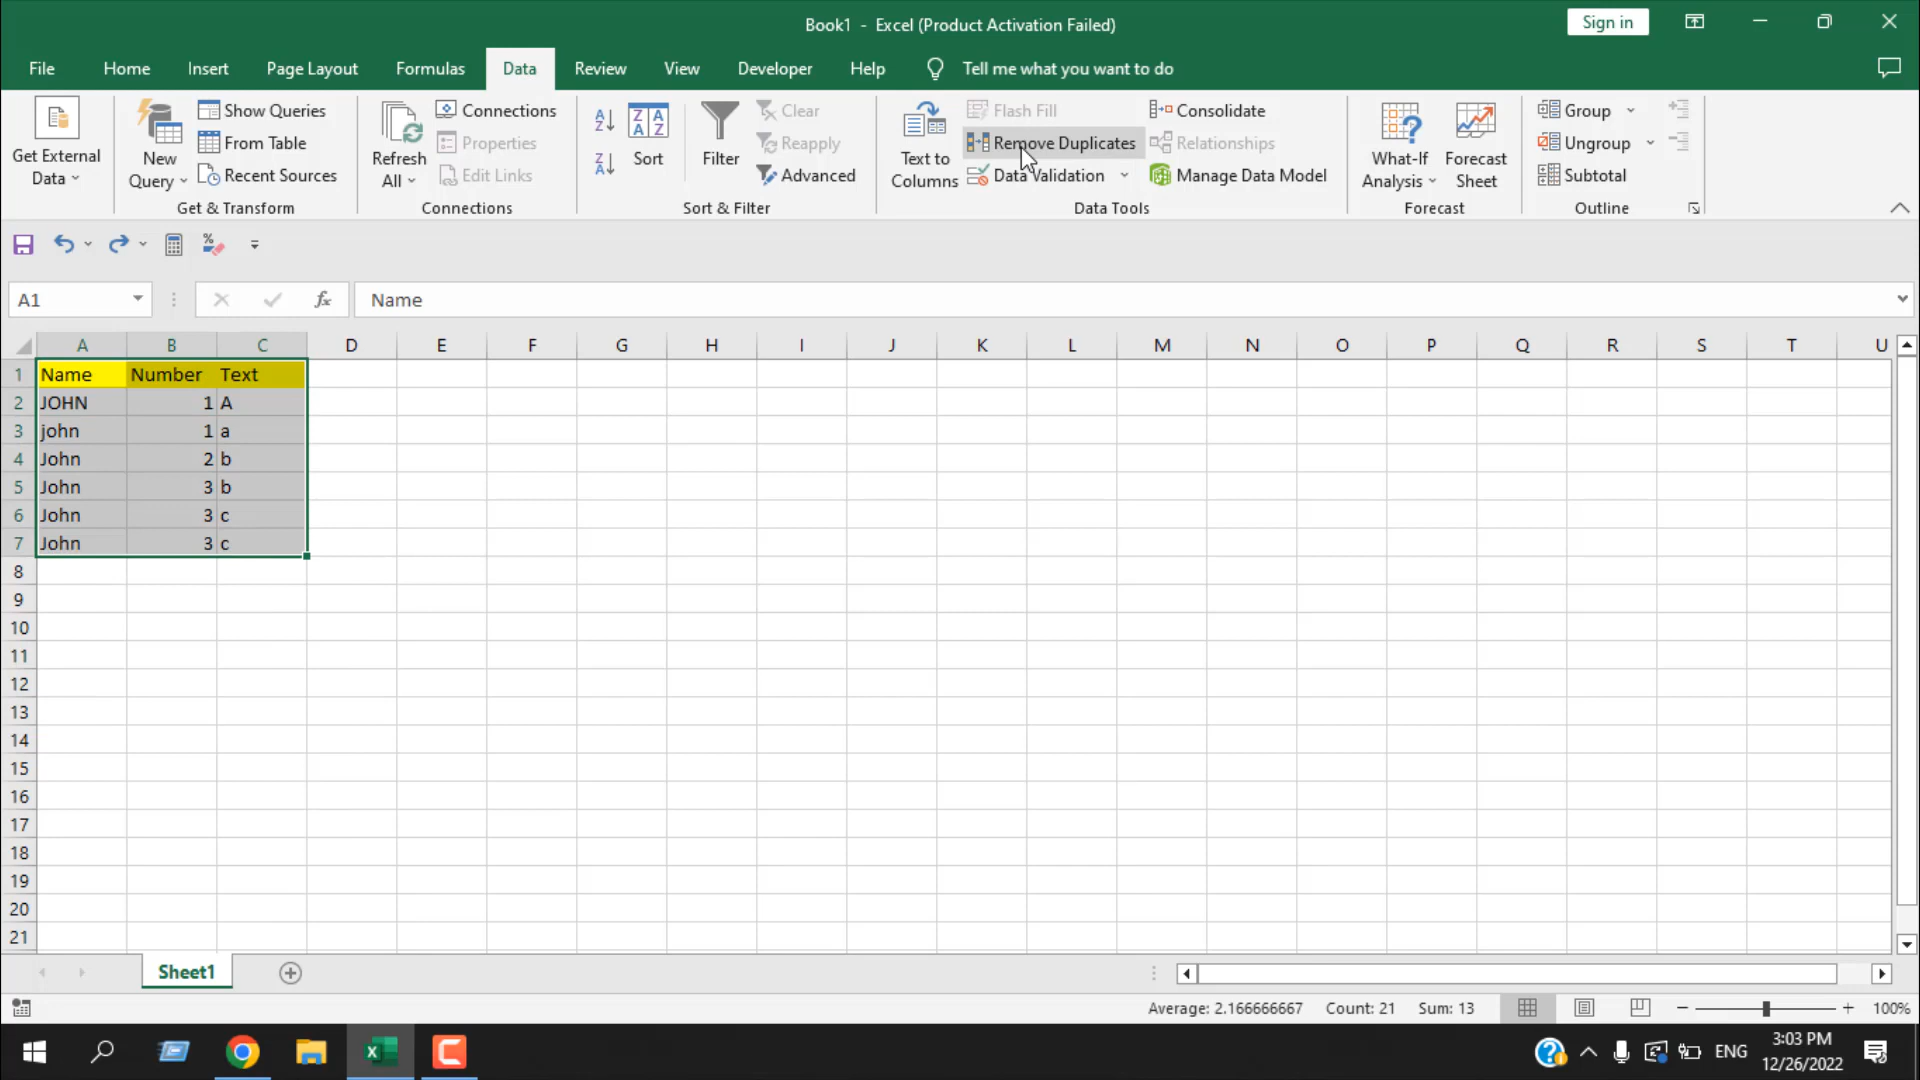 Book1 - Excel (Product Activation Failed)
Sign in
File Home Insert Page Layout Formulas Data Review View Developer Help Tell me what you want to do
Get External Data
New Query
Show Queries
From Table
Recent Sources
Get & Transform
Refresh All
Connections
Properties
Edit Links
Connections
Sort
Filter
Clear
Reapply
Advanced
Sort & Filter
Text to Columns
Flash Fill
Remove Duplicates
Data Validation
Consolidate
Relationships
Manage Data Model
Data Tools
What-If Analysis
Forecast Sheet
Forecast
Group
Ungroup
Subtotal
Outline
A1 fx Name
A B C D E F G H I J K L M N O P Q R S T U
1 Name Number Text
2 JOHN 1 A
3 john 1 a
4 John 2 b
5 John 3 b
6 John 3 c
7 John 3 c
8
9
10
11
12
13
14
15
16
17
18
19
20
21
Sheet1
Average: 2.166666667 Count: 21 Sum: 13 100%
ENG
3:03 PM
12/26/2022